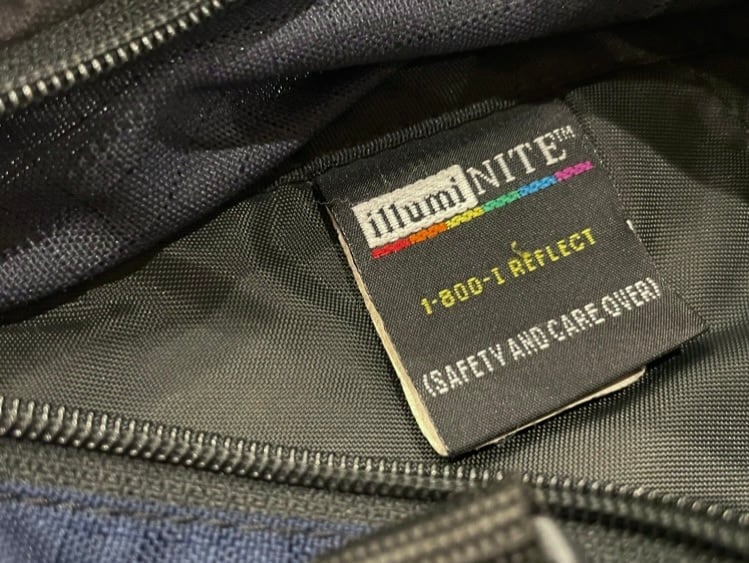 illumiNITE™
1-800-I REFLECT
(SAFETY AND CARE OVER)